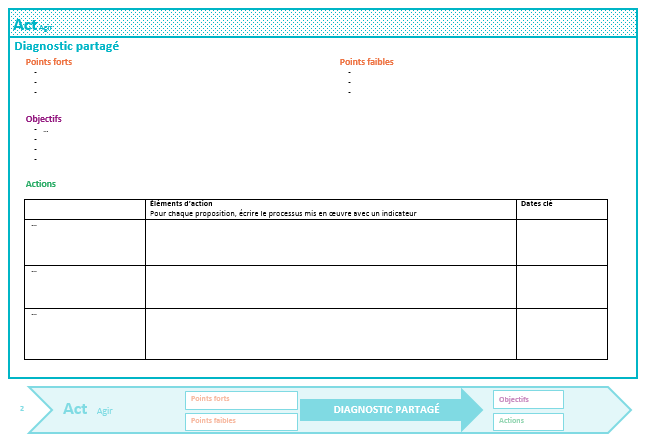 Act Agir
Diagnostic partagé
Points forts Points faibles
- -
- -
- -
Objectifs
- ...
-
-
-
Actions
Éléments d'action Dates clé
Pour chaque proposition, écrire le processus mis en œuvre avec un indicateur
...
...
...
2 Act Agir Points forts Points faibles DIAGNOSTIC PARTAGÉ Objectifs Actions